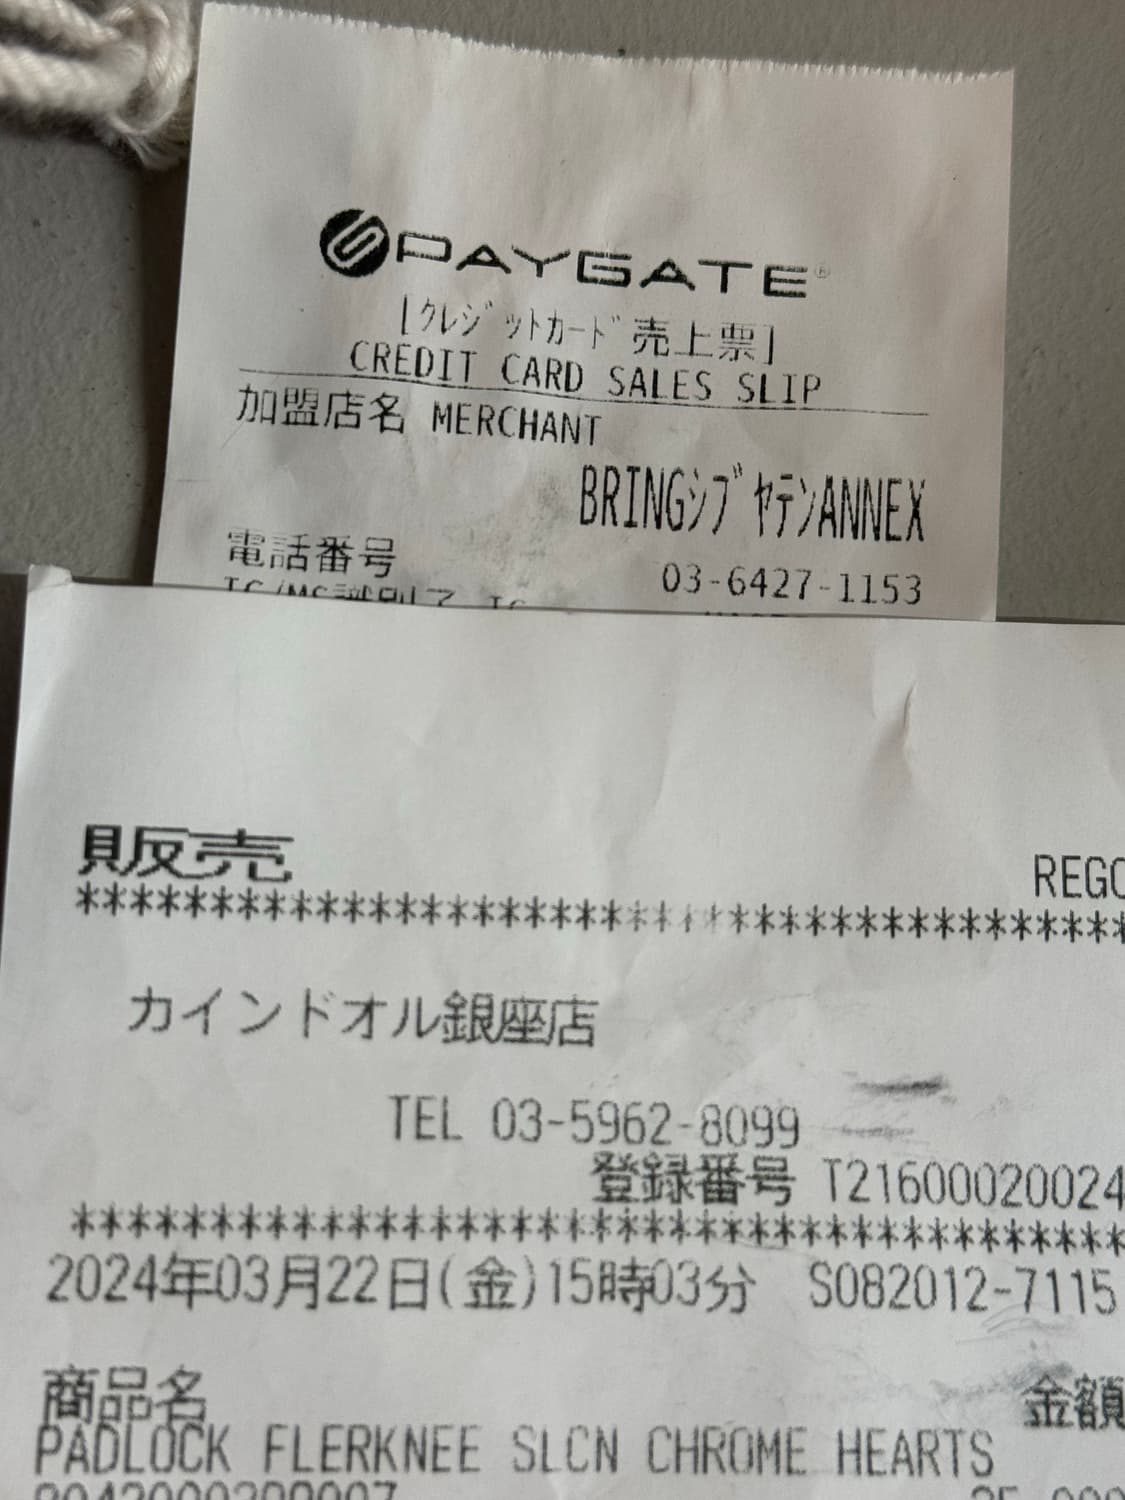 PAYGATE®
[ｸﾚｼﾞｯﾄｶｰﾄﾞ売上票]
CREDIT CARD SALES SLIP
加盟店名 MERCHANT
BRINGｼﾌﾞﾔﾃﾝANNEX
電話番号
03-6427-1153
販売 REG
************************************
カインドオル銀座店
TEL 03-5962-8099
登録番号 T21600020024
************************************
2024年03月22日(金)15時03分 S082012-7115
商品名 金額
PADLOCK FLERKNEE SLCN CHROME HEARTS